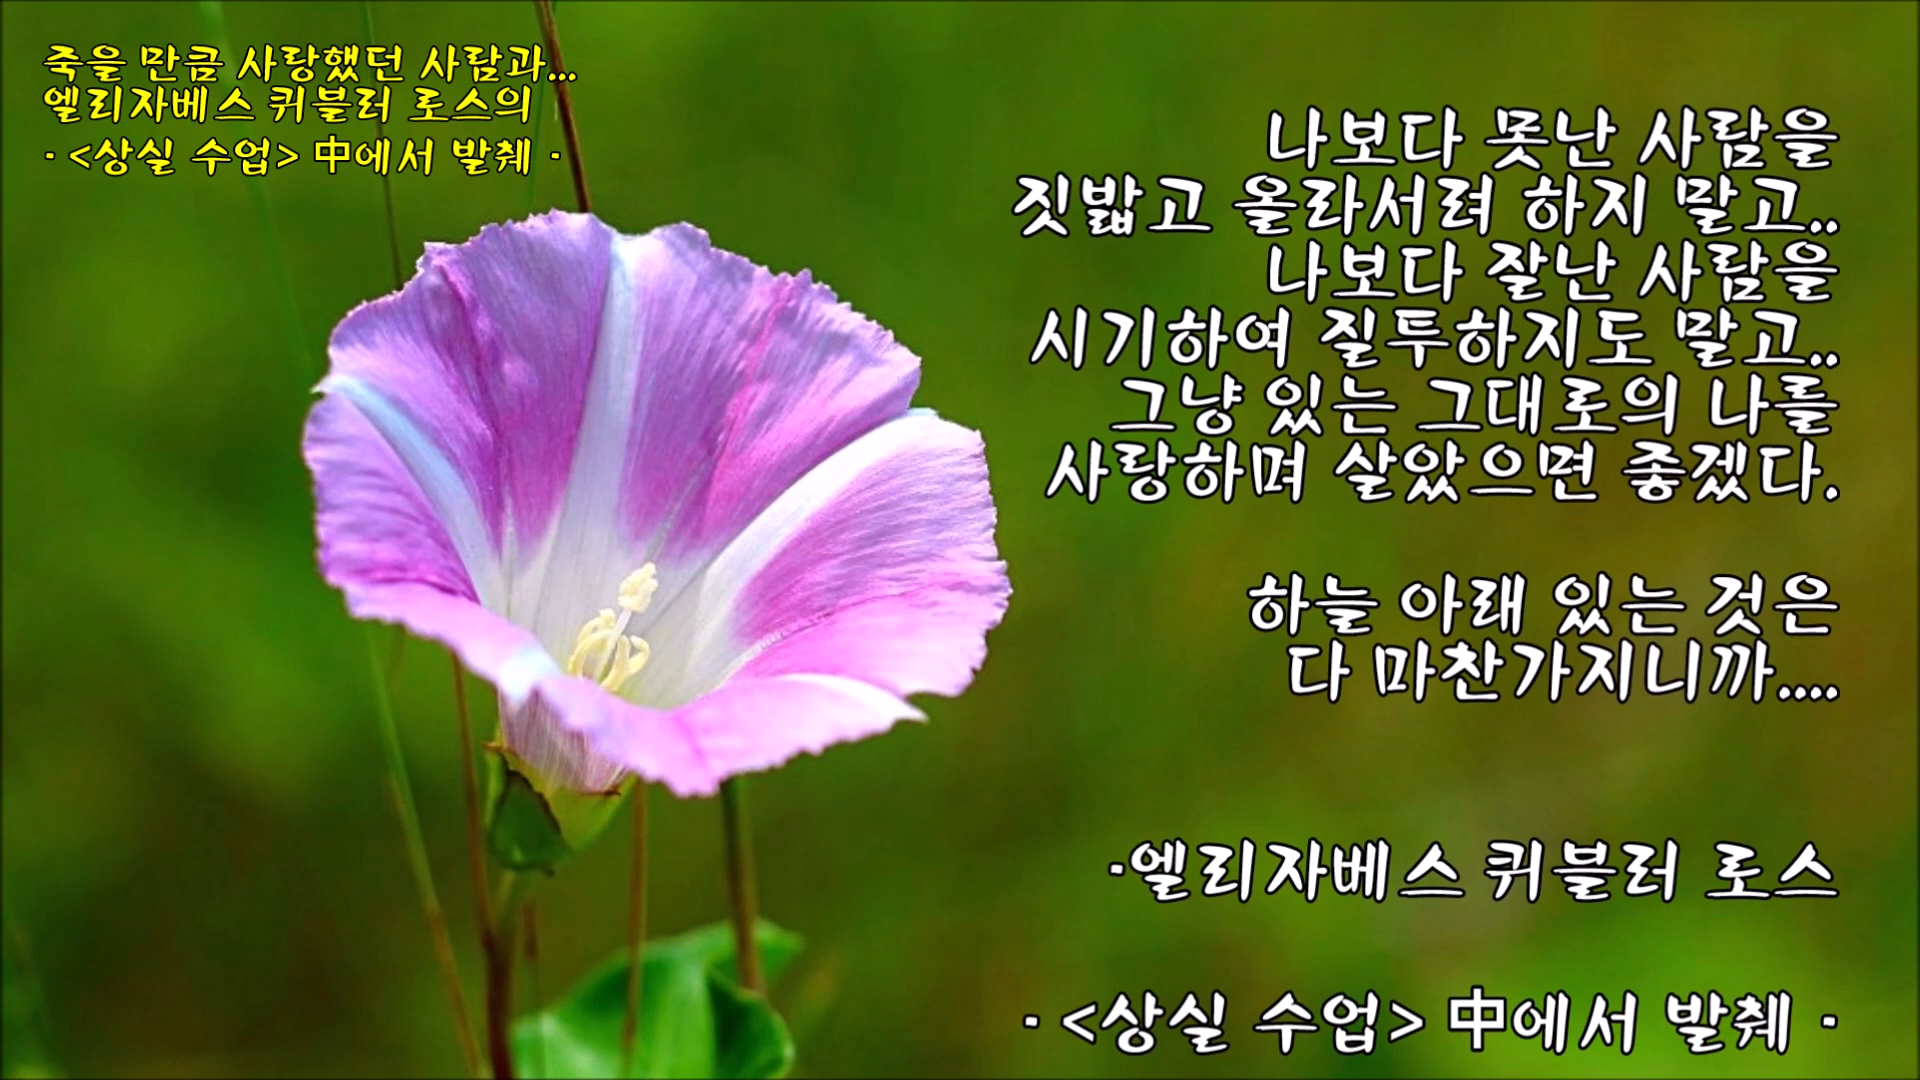 죽을 만큼 사랑했던 사람과...
엘리자베스 퀴블러 로스의
- <상실 수업> 中에서 발췌 -
나보다 못난 사람을
짓밟고 올라서려 하지 말고..
나보다 잘난 사람을
시기하여 질투하지도 말고..
그냥 있는 그대로의 나를
사랑하며 살았으면 좋겠다.
하늘 아래 있는 것은
다 마찬가지니까....
-엘리자베스 퀴블러 로스
- <상실 수업> 中에서 발췌 -